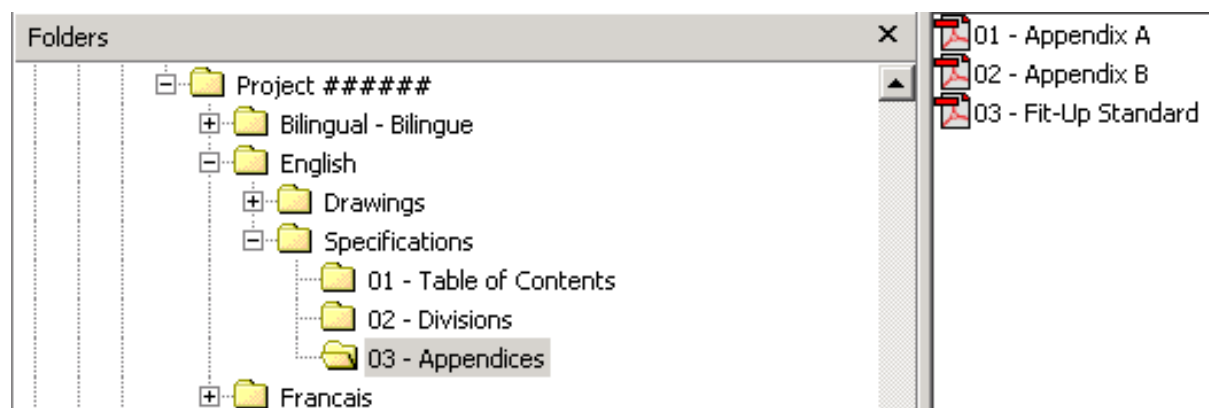 Folders
Project ######
Bilingual - Bilingue
English
Drawings
Specifications
01 - Table of Contents
02 - Divisions
03 - Appendices
Francais
01 - Appendix A
02 - Appendix B
03 - Fit-Up Standard